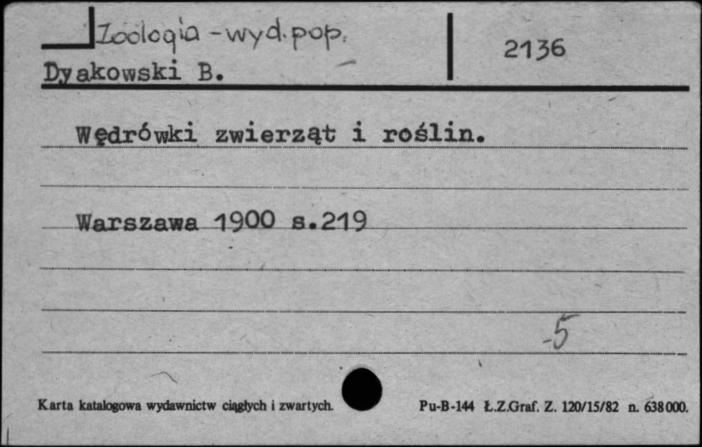 Zoologia - wyd. pop.
2136
Dyakowski B.
Wędrówki zwierząt i roślin.
Warszawa 1900 s.219
-5
Karta katalogowa wydawnictw ciągłych i zwartych.
Pu-B-144 Ł.Z.Graf. Z. 120/15/82 n. 638000.